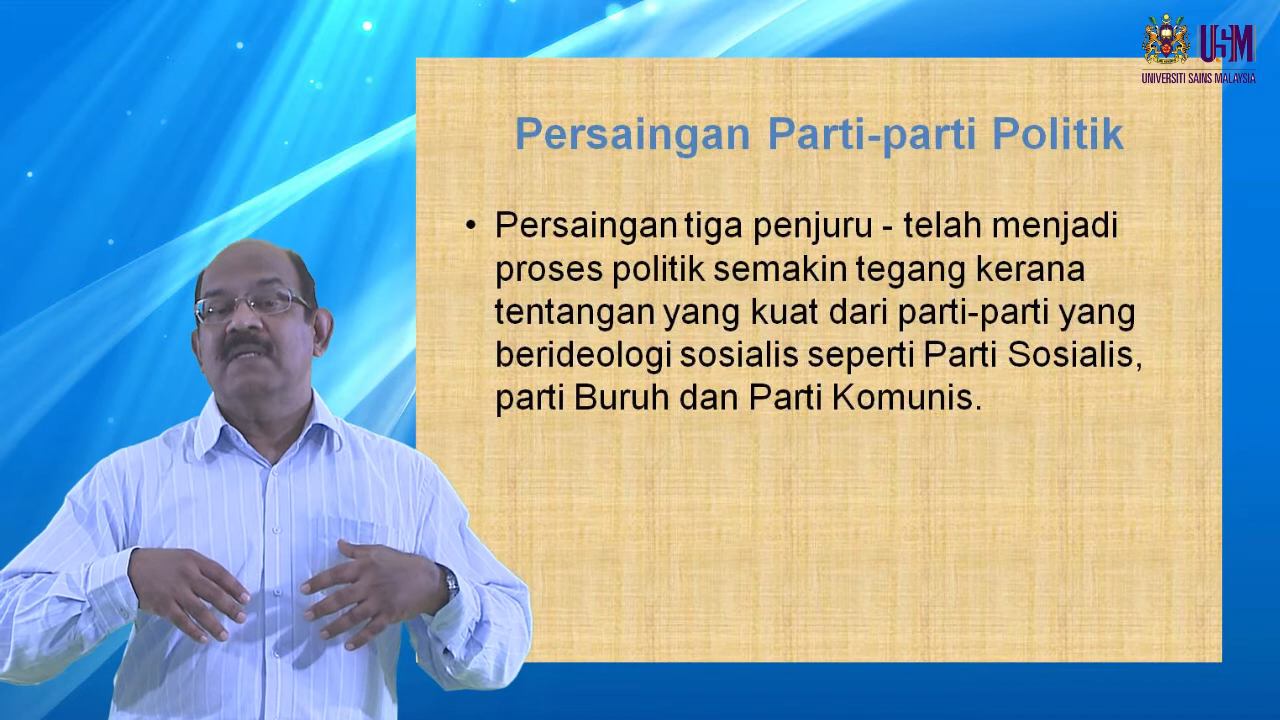 USM
UNIVERSITI SAINS MALAYSIA
Persaingan Parti-parti Politik
• Persaingan tiga penjuru - telah menjadi
proses politik semakin tegang kerana
tentangan yang kuat dari parti-parti yang
berideologi sosialis seperti Parti Sosialis,
parti Buruh dan Parti Komunis.